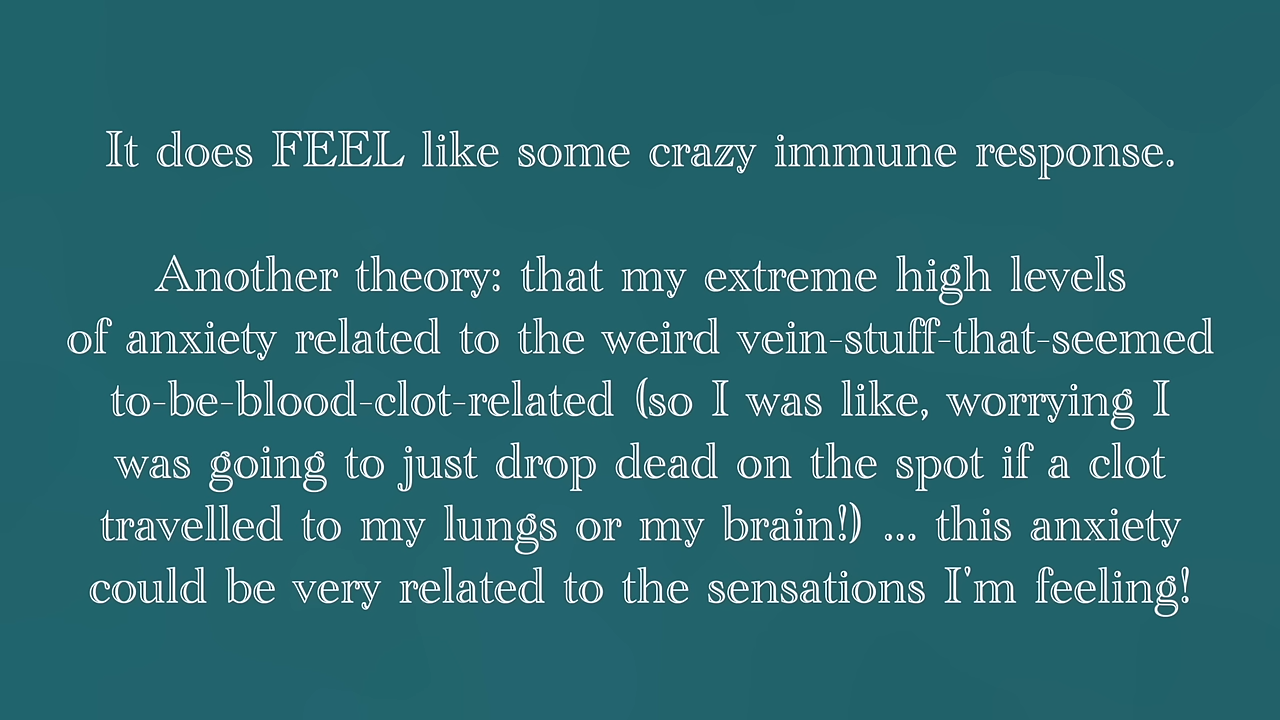 It does FEEL like some crazy immune response.
Another theory: that my extreme high levels
of anxiety related to the weird vein-stuff-that-seemed
to-be-blood-clot-related (so I was like, worrying I
was going to just drop dead on the spot if a clot
travelled to my lungs or my brain!) ... this anxiety
could be very related to the sensations I'm feeling!